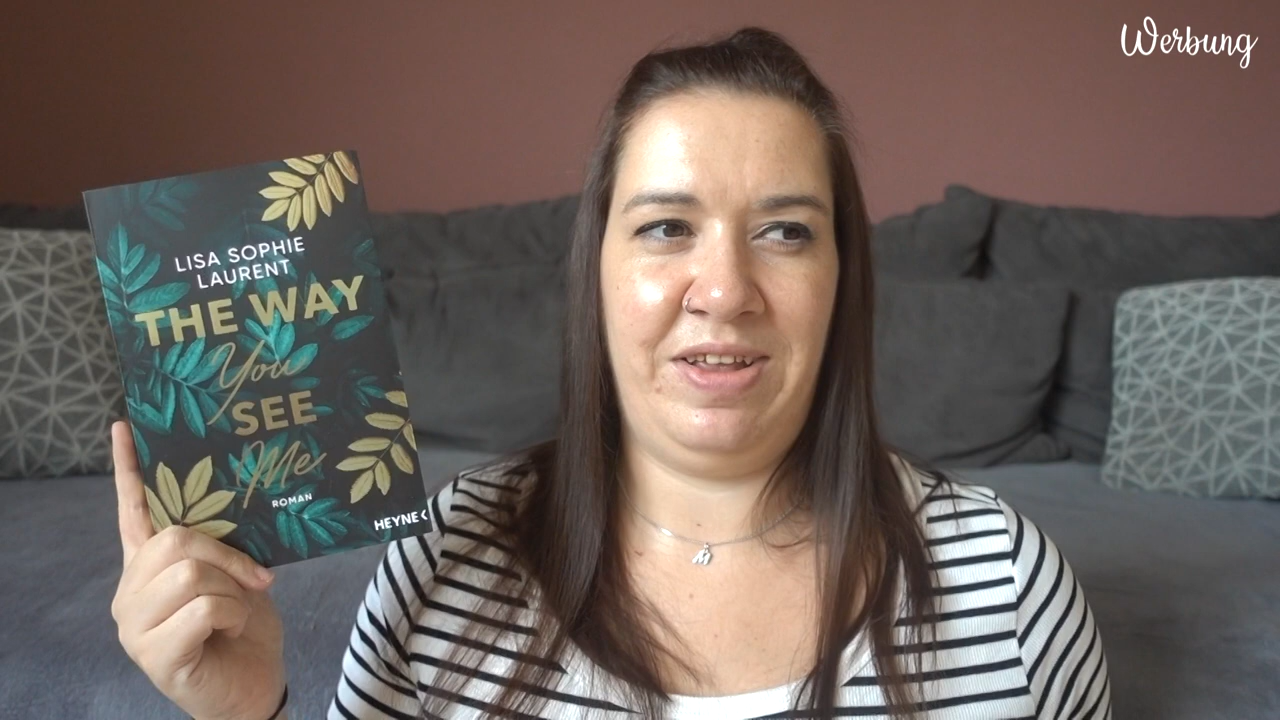 Werbung
LISA SOPHIE
LAURENT
THE WAY
You
SEE
Me
ROMAN
HEYNE<